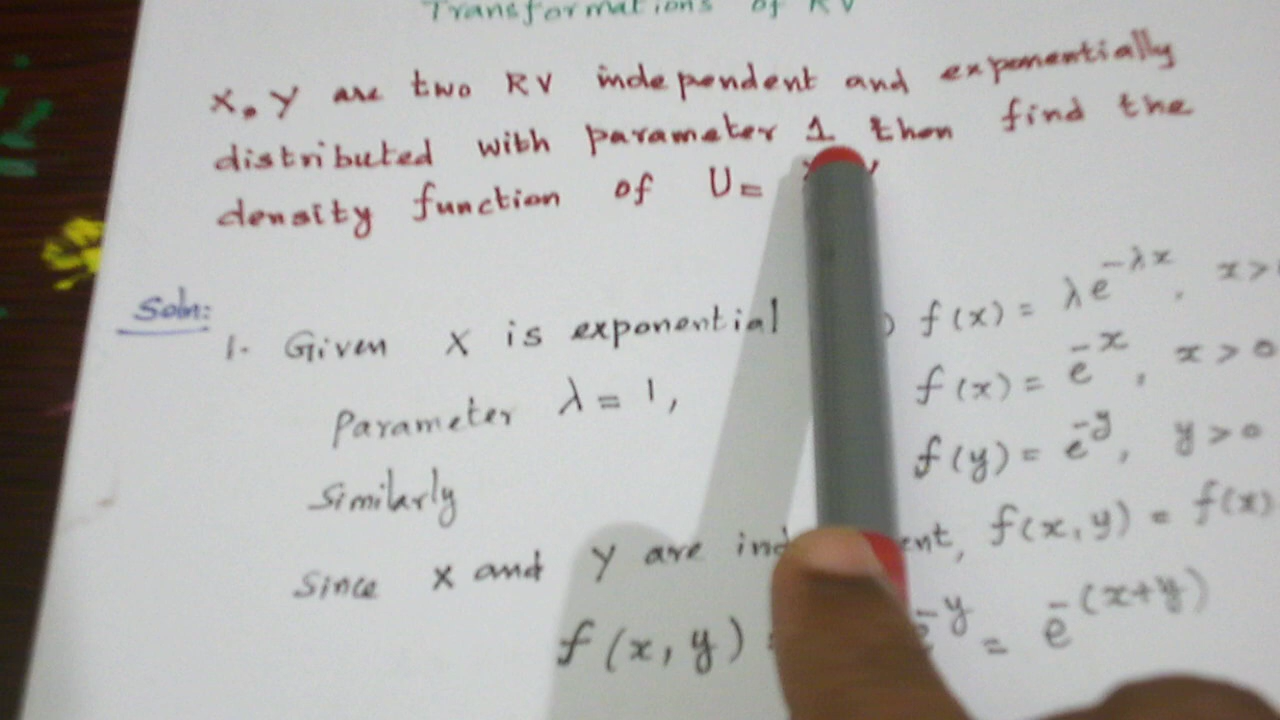 Transformations of RV
X, Y are two RV independent and exponentially
distributed with parameter 1 then find the
density function of U=
Soln:
1. Given X is exponential f(x) = λe^{-λx}, x>
Parameter λ = 1, f(x) = e^{-x}, x>0
Similarly f(y) = e^{-y}, y>0
Since X and Y are ent, f(x,y) = f(x)
f(x,y) e^{-y} = e^{-(x+y)}